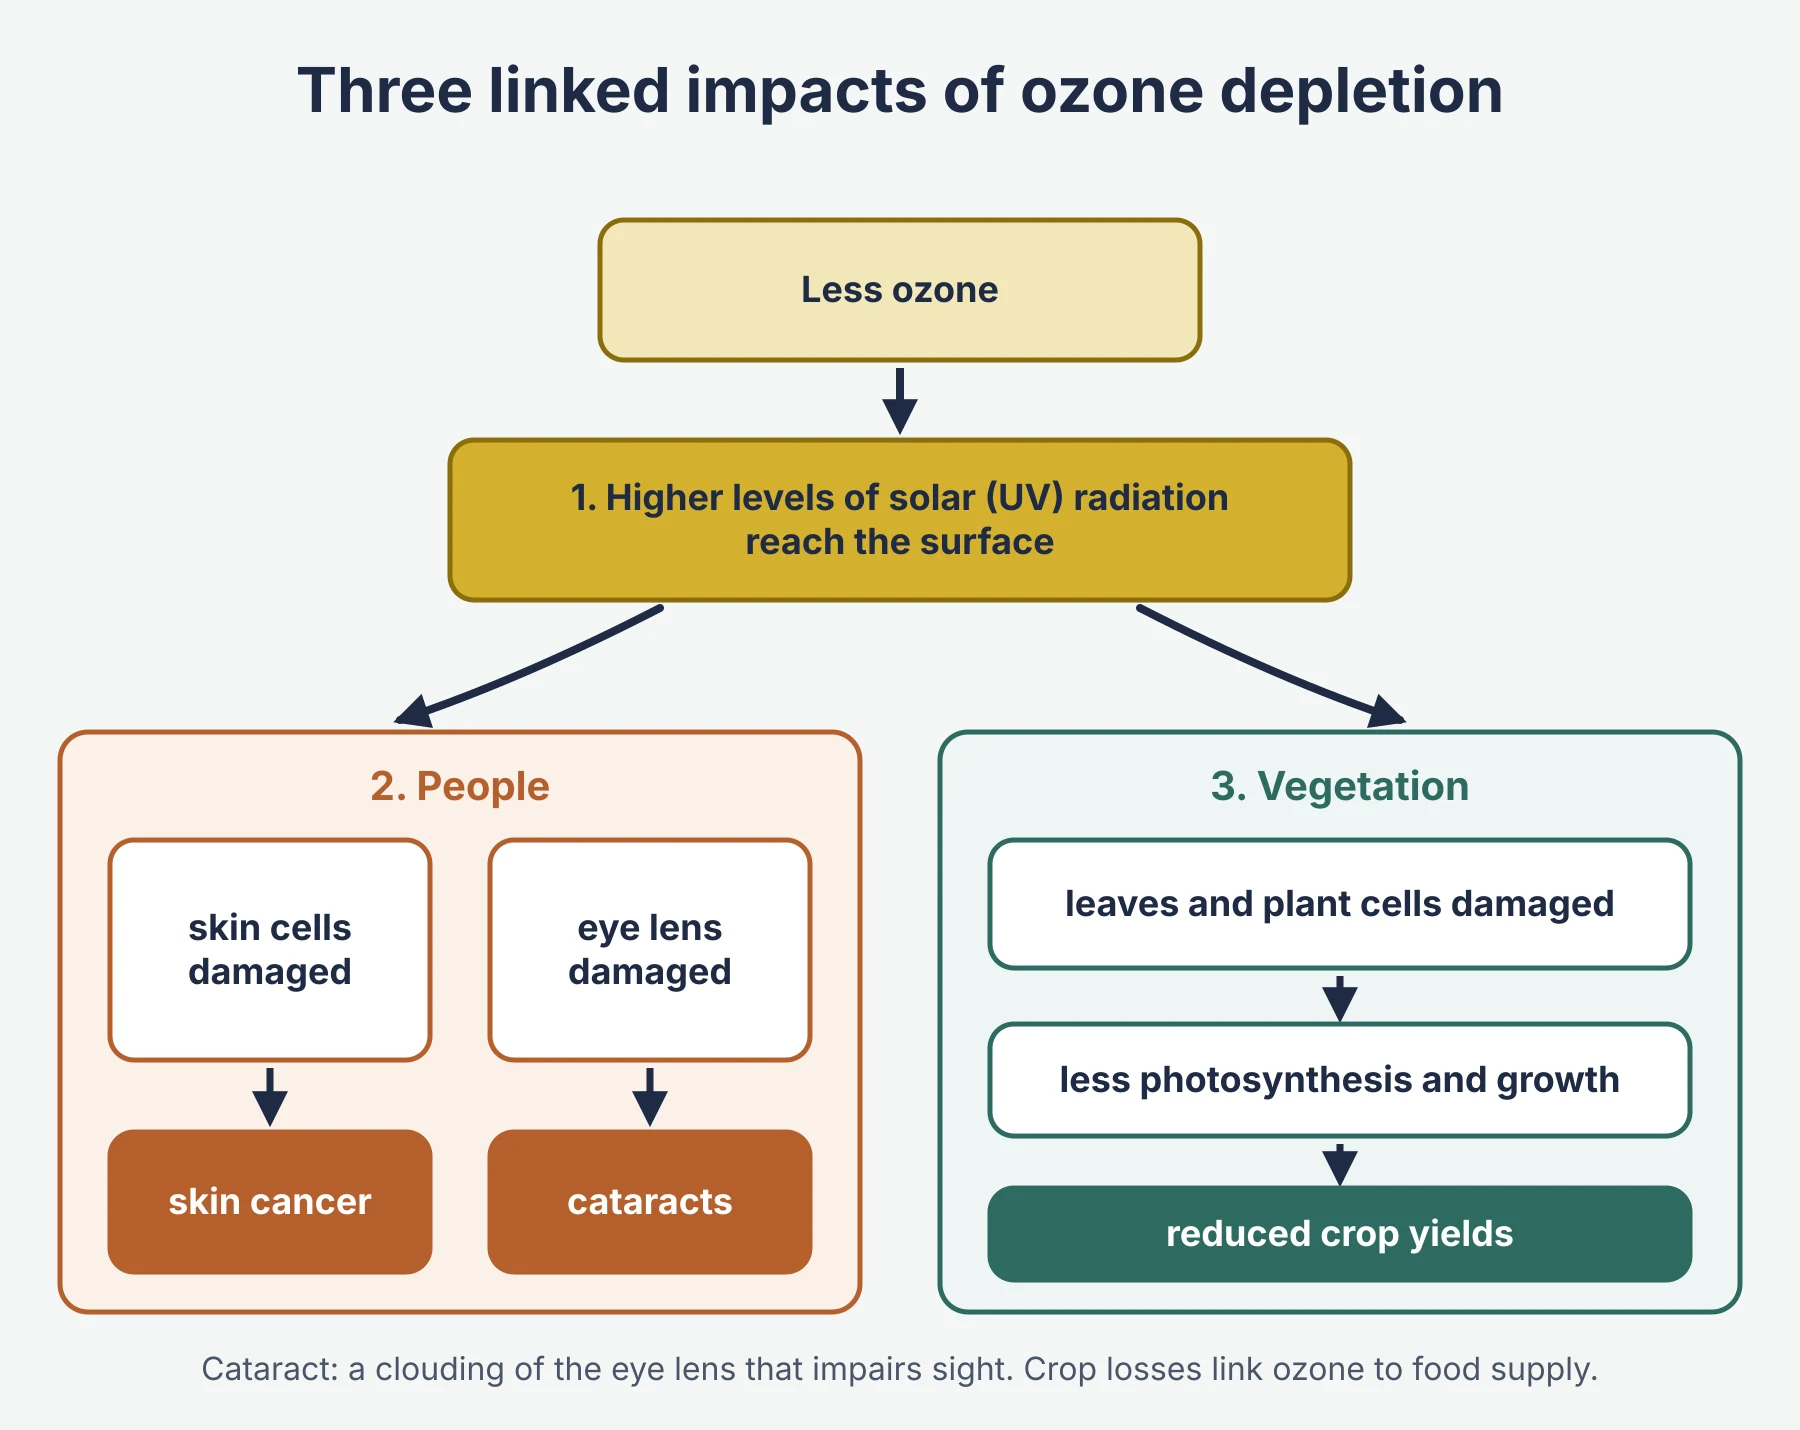 Three linked impacts of ozone depletion
Less ozone
1. Higher levels of solar (UV) radiation
reach the surface
2. People
skin cells
damaged
eye lens
damaged
skin cancer
cataracts
3. Vegetation
leaves and plant cells damaged
less photosynthesis and growth
reduced crop yields
Cataract: a clouding of the eye lens that impairs sight. Crop losses link ozone to food supply.